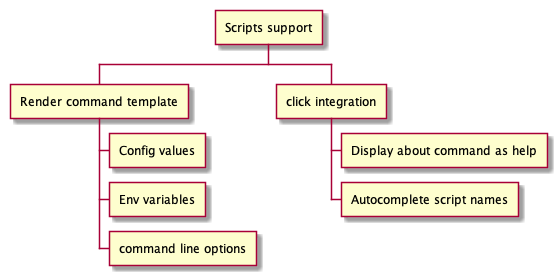 Scripts support
Render command template
click integration
Config values
Display about command as help
Env variables
Autocomplete script names
command line options